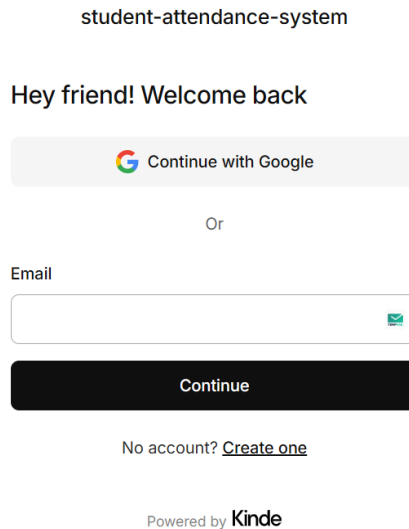 student-attendance-system
Hey friend! Welcome back
Continue with Google
Or
Email
Continue
No account? Create one
Powered by Kinde